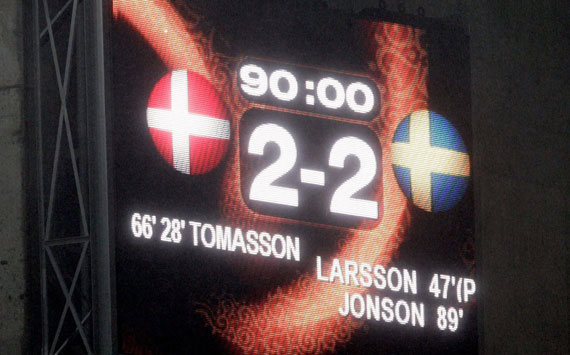 90:00
2-2
66' 28' TOMASSON
LARSSON 47'(P
JONSON 89'